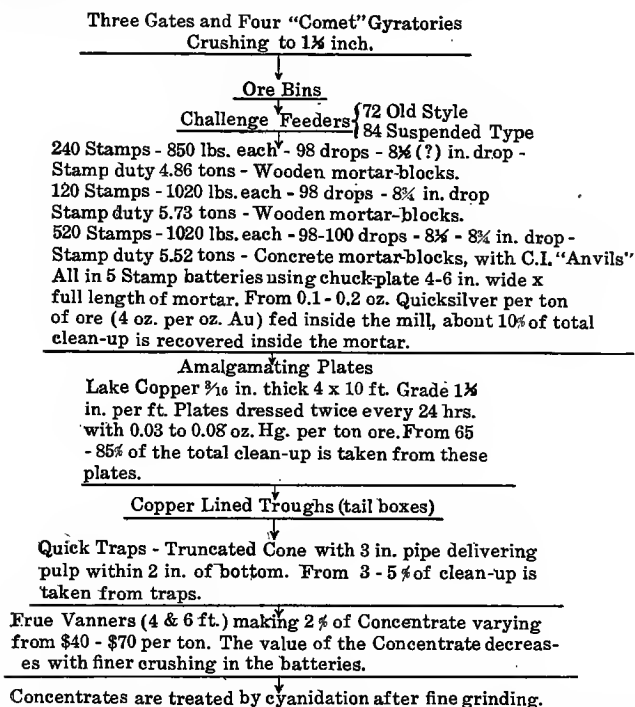 Three Gates and Four "Comet" Gyratories
Crushing to 1½ inch.
Ore Bins
Challenge Feeders { 72 Old Style
84 Suspended Type
240 Stamps - 850 lbs. each - 98 drops - 8½ (?) in. drop -
Stamp duty 4.86 tons - Wooden mortar-blocks.
120 Stamps - 1020 lbs. each - 98 drops - 8¾ in. drop
Stamp duty 5.73 tons - Wooden mortar-blocks.
520 Stamps - 1020 lbs. each - 98-100 drops - 8½ - 8¾ in. drop -
Stamp duty 5.52 tons - Concrete mortar-blocks, with C.I. "Anvils"
All in 5 Stamp batteries using chuck-plate 4-6 in. wide x
full length of mortar. From 0.1 - 0.2 oz. Quicksilver per ton
of ore (4 oz. per oz. Au) fed inside the mill, about 10% of total
clean-up is recovered inside the mortar.
Amalgamating Plates
Lake Copper 3/16 in. thick 4 x 10 ft. Grade 1½
in. per ft. Plates dressed twice every 24 hrs.
with 0.03 to 0.08 oz. Hg. per ton ore. From 65
- 85% of the total clean-up is taken from these
plates.
Copper Lined Troughs (tail boxes)
Quick Traps - Truncated Cone with 3 in. pipe delivering
pulp within 2 in. of bottom. From 3 - 5% of clean-up is
taken from traps.
Frue Vanners (4 & 6 ft.) making 2% of Concentrate varying
from $40 - $70 per ton. The value of the Concentrate decreas-
es with finer crushing in the batteries.
Concentrates are treated by cyanidation after fine grinding.